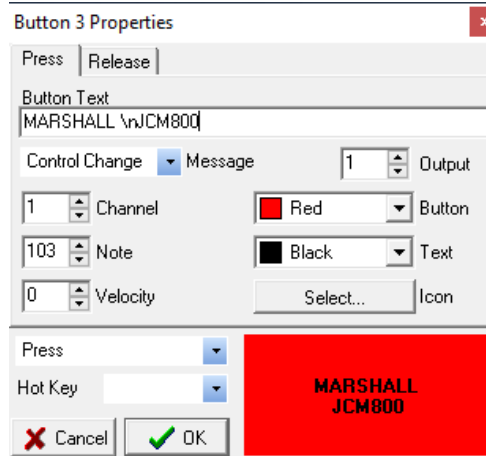 Button 3 Properties
Press Release
Button Text
MARSHALL \nJCM800
Control Change Message 1 Output
1 Channel Red Button
103 Note Black Text
0 Velocity Select... Icon
Press
Hot Key
MARSHALL
JCM800
Cancel OK